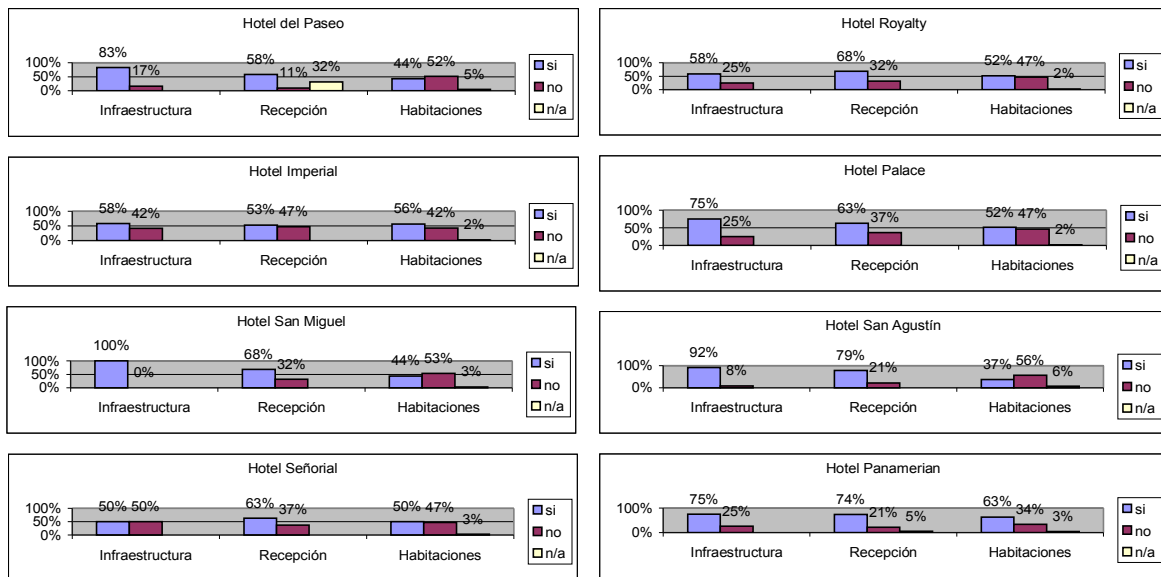 Hotel del Paseo
83% 17% 58% 11% 32% 44% 52% 5%
100%
50%
0%
Infraestructura Recepción Habitaciones
si
no
n/a
Hotel Royalty
58% 25% 68% 32% 52% 47% 2%
100%
50%
0%
Infraestructura Recepción Habitaciones
si
no
n/a
Hotel Imperial
58% 42% 53% 47% 56% 42% 2%
100%
50%
0%
Infraestructura Recepción Habitaciones
si
no
n/a
Hotel Palace
75% 25% 63% 37% 52% 47% 2%
100%
50%
0%
Infraestructura Recepción Habitaciones
si
no
n/a
Hotel San Miguel
100% 0% 68% 32% 44% 53% 3%
100%
50%
0%
Infraestructura Recepción Habitaciones
si
no
n/a
Hotel San Agustín
92% 8% 79% 21% 37% 56% 6%
100%
50%
0%
Infraestructura Recepción Habitaciones
si
no
n/a
Hotel Señorial
50% 50% 63% 37% 50% 47% 3%
100%
50%
0%
Infraestructura Recepción Habitaciones
si
no
n/a
Hotel Panamerian
75% 25% 74% 21% 5% 63% 34% 3%
100%
50%
0%
Infraestructura Recepción Habitaciones
si
no
n/a